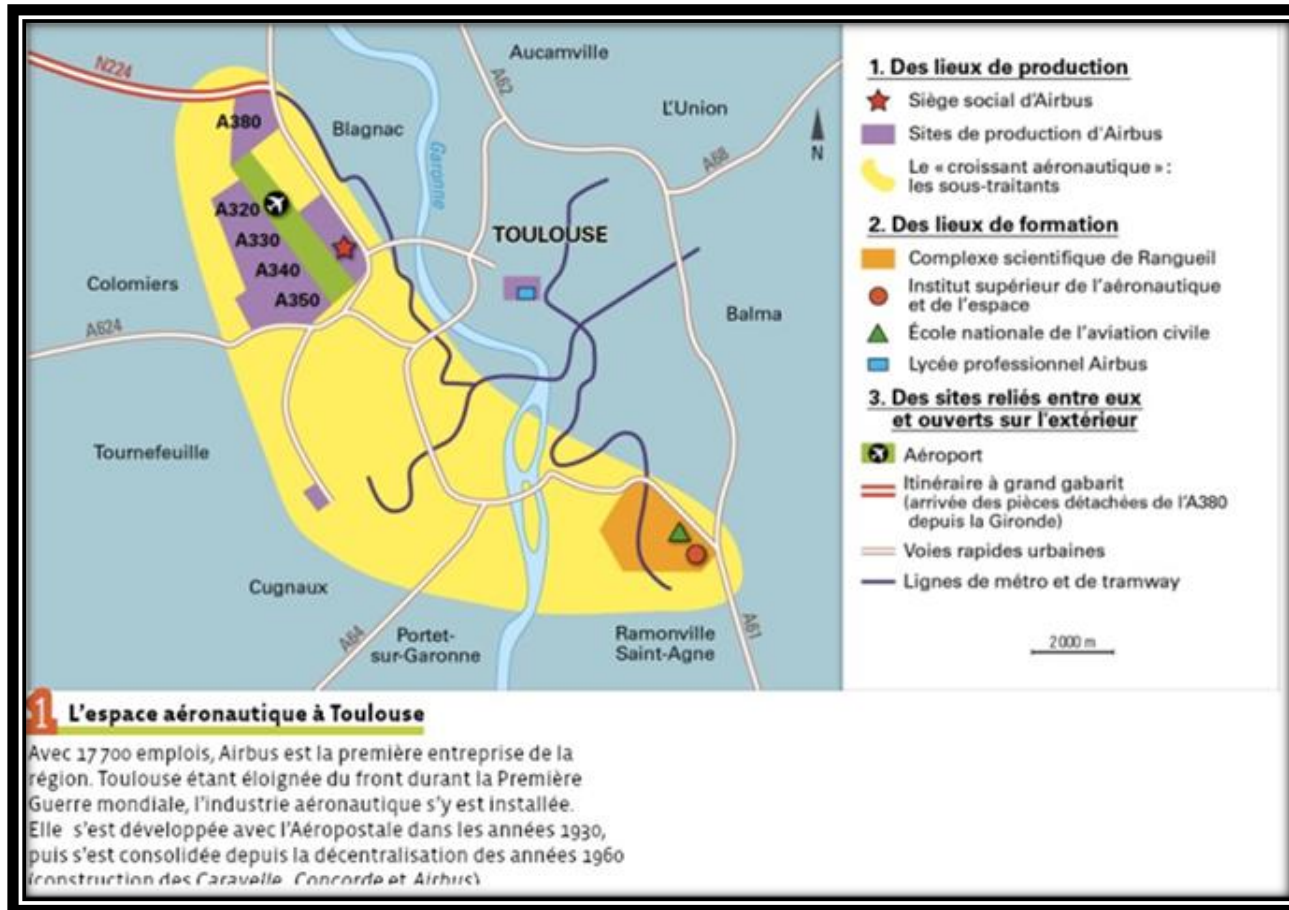 N224
A62
Aucamville
L'Union
A380
Blagnac
Garonne
A68
N
A320
A330
A340
A350
TOULOUSE
Colomiers
A624
Balma
Tournefeuille
Cugnaux
A64
Portet-
sur-Garonne
Ramonville
Saint-Agne
A61
1. Des lieux de production
Siège social d'Airbus
Sites de production d'Airbus
Le « croissant aéronautique » :
les sous-traitants
2. Des lieux de formation
Complexe scientifique de Rangueil
Institut supérieur de l'aéronautique
et de l'espace
École nationale de l'aviation civile
Lycée professionnel Airbus
3. Des sites reliés entre eux
et ouverts sur l'extérieur
Aéroport
Itinéraire à grand gabarit
(arrivée des pièces détachées de l'A380
depuis la Gironde)
Voies rapides urbaines
Lignes de métro et de tramway
2000 m
1 L'espace aéronautique à Toulouse
Avec 17 700 emplois, Airbus est la première entreprise de la
région. Toulouse étant éloignée du front durant la Première
Guerre mondiale, l'industrie aéronautique s'y est installée.
Elle s'est développée avec l'Aéropostale dans les années 1930,
puis s'est consolidée depuis la décentralisation des années 1960
(construction des Caravelle, Concorde et Airbus)